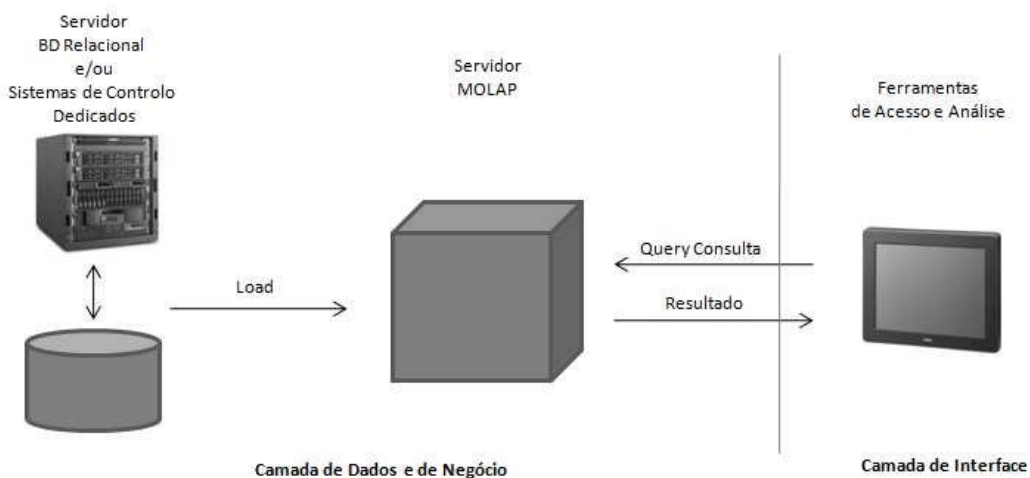 Servidor
BD Relacional
e/ou
Sistemas de Controlo
Dedicados
Servidor
MOLAP
Ferramentas
de Acesso e Análise
Load
Query Consulta
Resultado
Camada de Dados e de Negócio
Camada de Interface